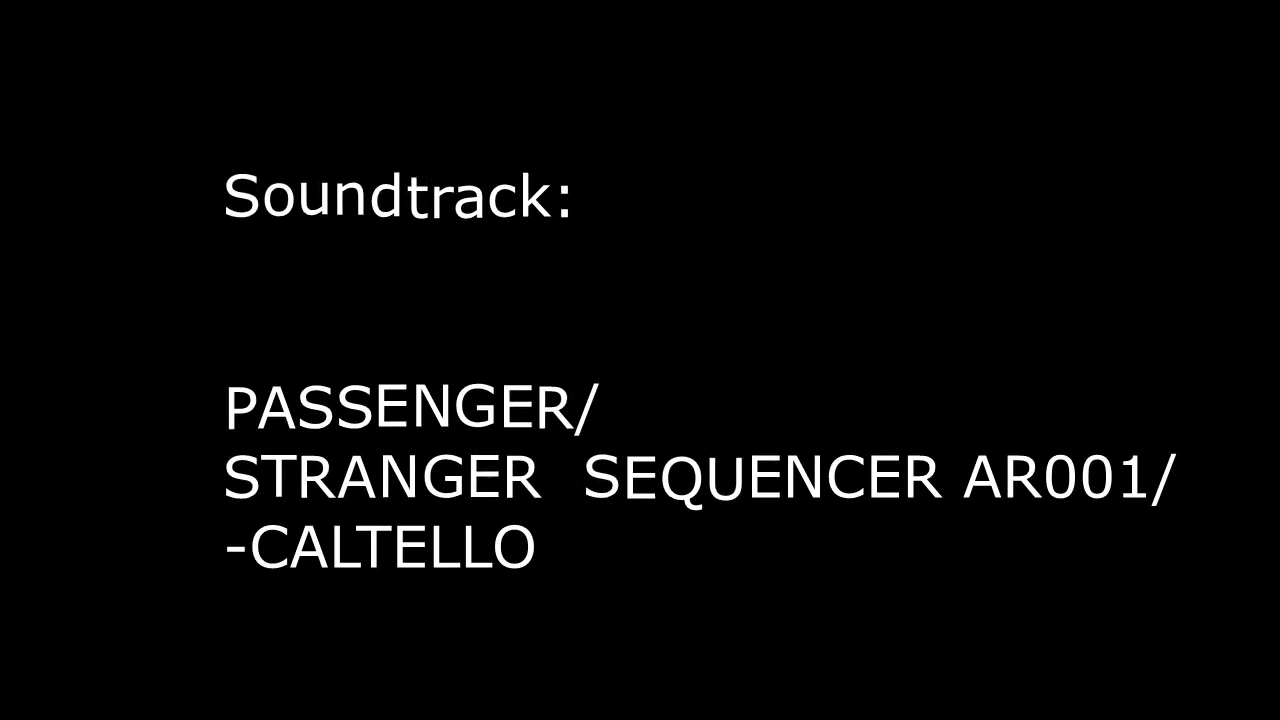 Soundtrack:
PASSENGER/
STRANGER  SEQUENCER AR001/
-CALTELLO